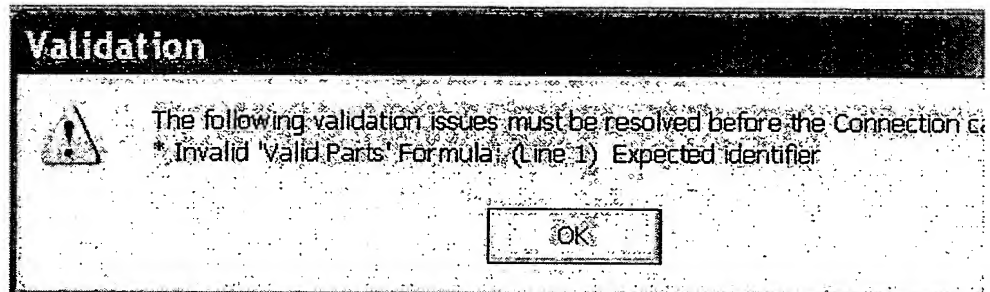 Validation
The following validation issues must be resolved before the Connection
* Invalid 'Valid Parts' Formula: (Line 1) Expected identifier
OK